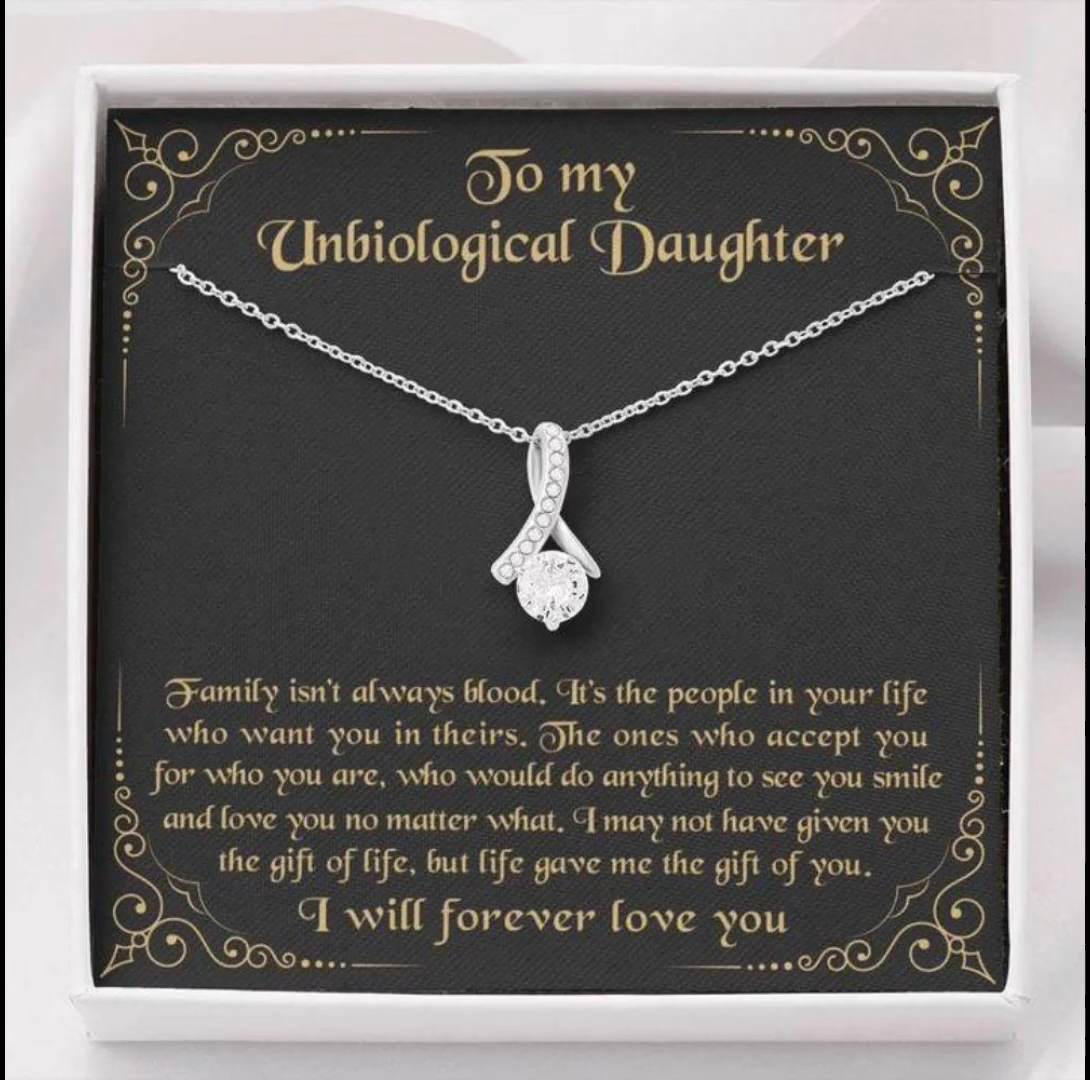 To my
Unbiological Daughter
Family isn't always blood. It's the people in your life
who want you in theirs. The ones who accept you
for who you are, who would do anything to see you smile
and love you no matter what. I may not have given you
the gift of life, but life gave me the gift of you.
I will forever love you